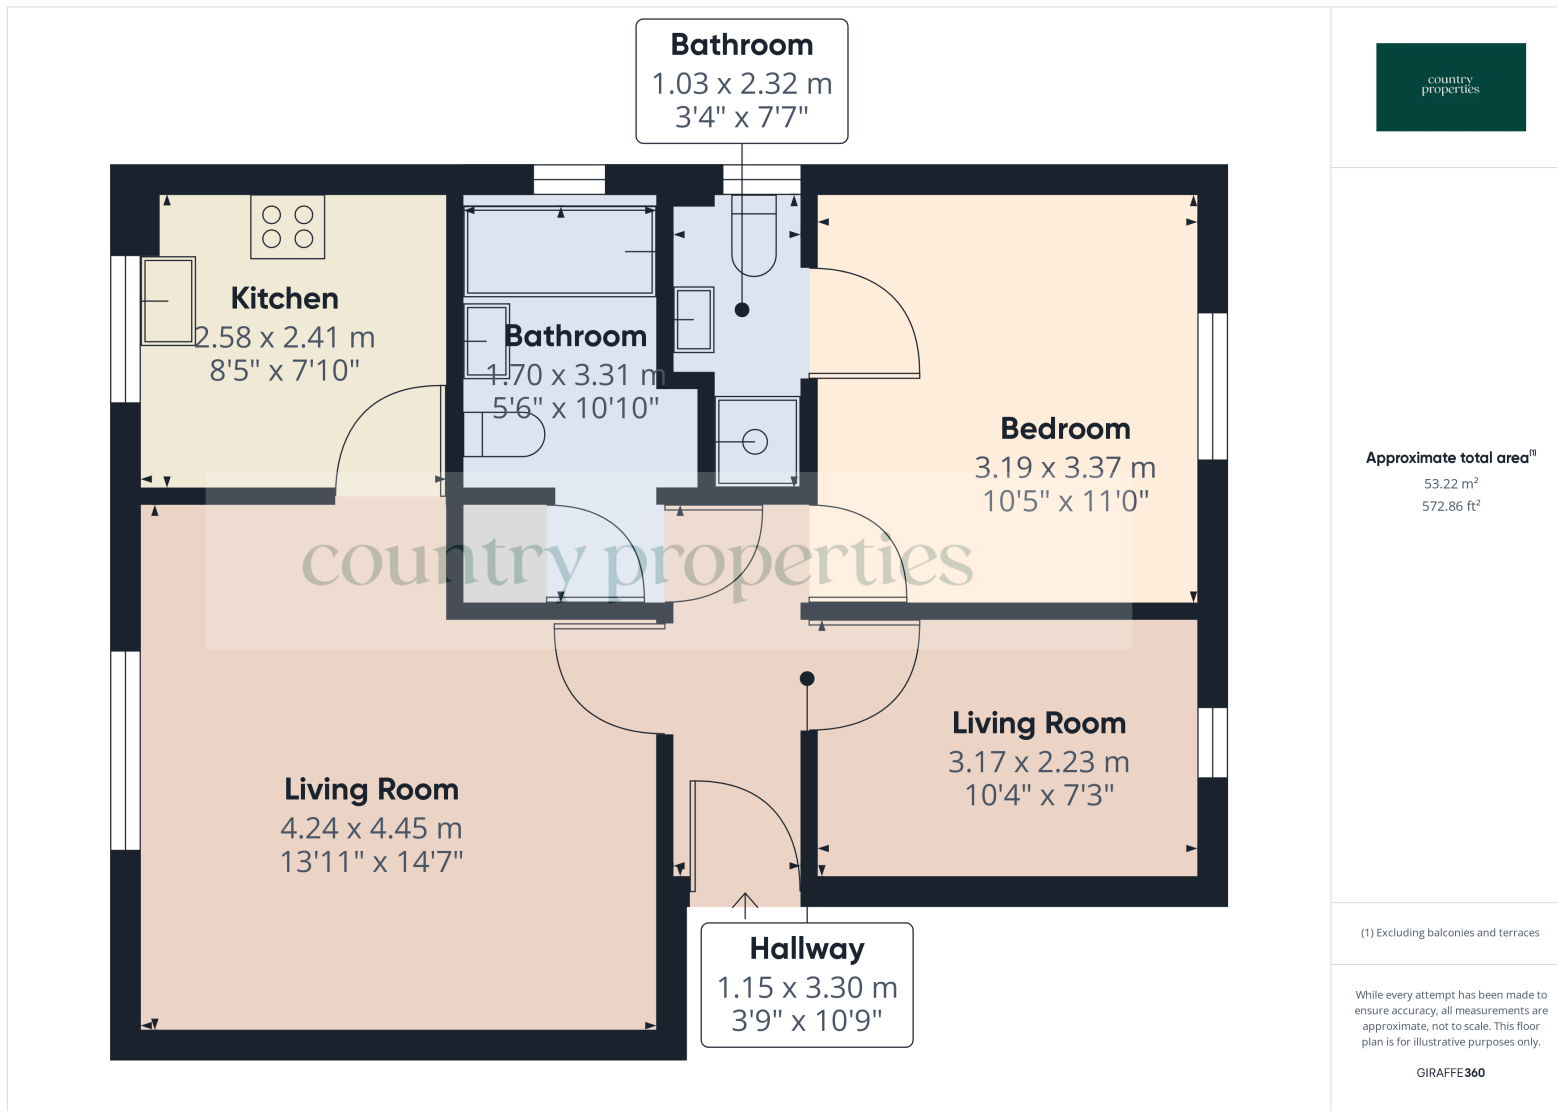 Bathroom
1.03 x 2.32 m
3'4" x 7'7"
country
properties
Kitchen
2.58 x 2.41 m
8'5" x 7'10"
Bathroom
1.70 x 3.31 m
5'6" x 10'10"
Bedroom
3.19 x 3.37 m
10'5" x 11'0"
Approximate total area(1)
53.22 m²
572.86 ft²
country properties
Living Room
3.17 x 2.23 m
10'4" x 7'3"
Living Room
4.24 x 4.45 m
13'11" x 14'7"
Hallway
1.15 x 3.30 m
3'9" x 10'9"
(1) Excluding balconies and terraces
While every attempt has been made to
ensure accuracy, all measurements are
approximate, not to scale. This floor
plan is for illustrative purposes only.
GIRAFFE360